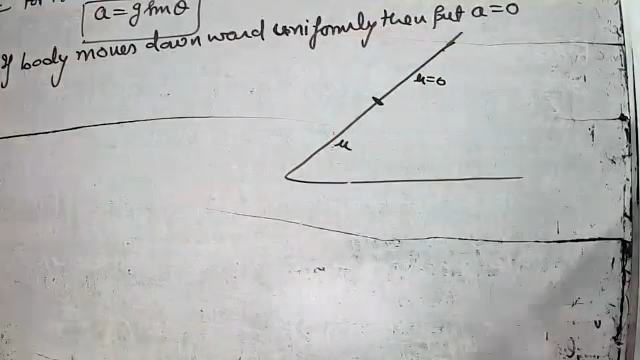 a = g sinθ
If body moves downward uniformly then put a=0
μ=0
μ